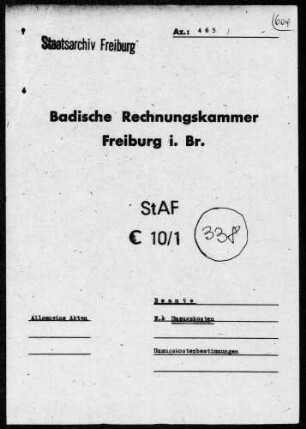 Az.: 465
604
Staatsarchiv Freiburg
Badische Rechnungskammer
Freiburg i. Br.
StAF
C 10/1
338
Beamte
Allgemeine Akten
Umzugskosten
Umzugskostenbestimmungen